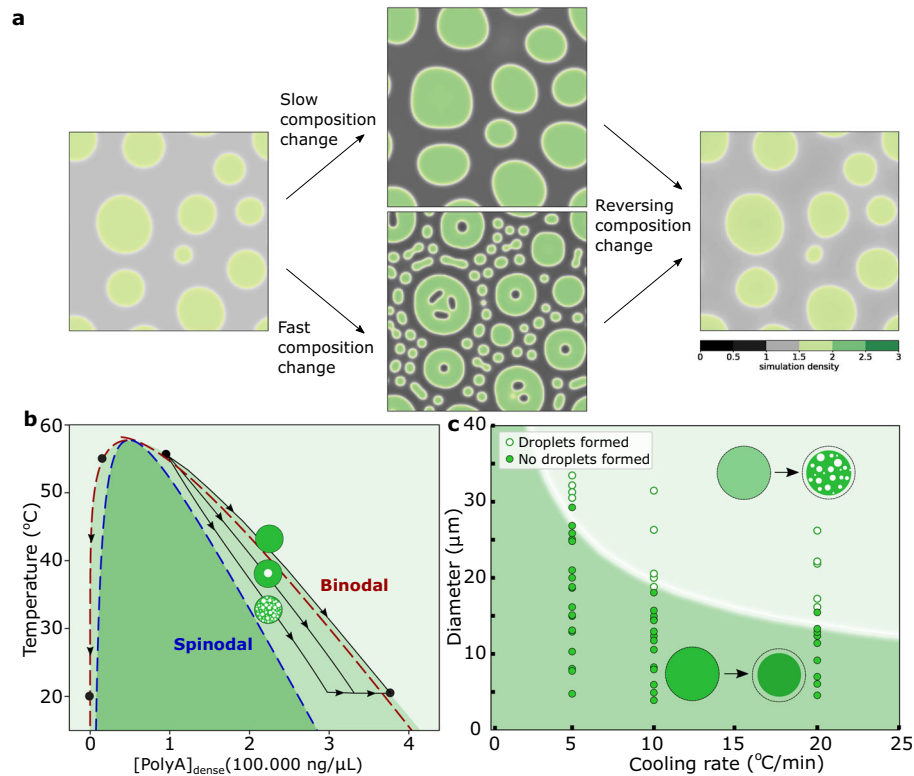 a
Slow
composition
change
Fast
composition
change
Reversing
composition
change
0 0.5 1 1.5 2 2.5 3
simulation density
b
60
50
40
30
20
Temperature (°C)
Binodal
Spinodal
0 1 2 3 4
[PolyA]dense(100.000 ng/μL)
c
40
30
20
10
0
Diameter (μm)
Droplets formed
No droplets formed
5 10 15 20 25
Cooling rate (°C/min)